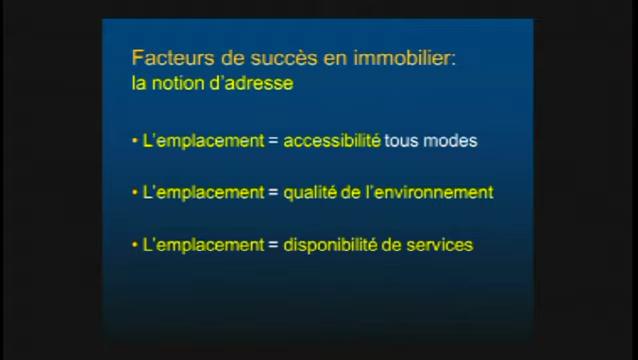 Facteurs de succès en immobilier:
la notion d’adresse
• L’emplacement = accessibilité tous modes
• L’emplacement = qualité de l’environnement
• L’emplacement = disponibilité de services